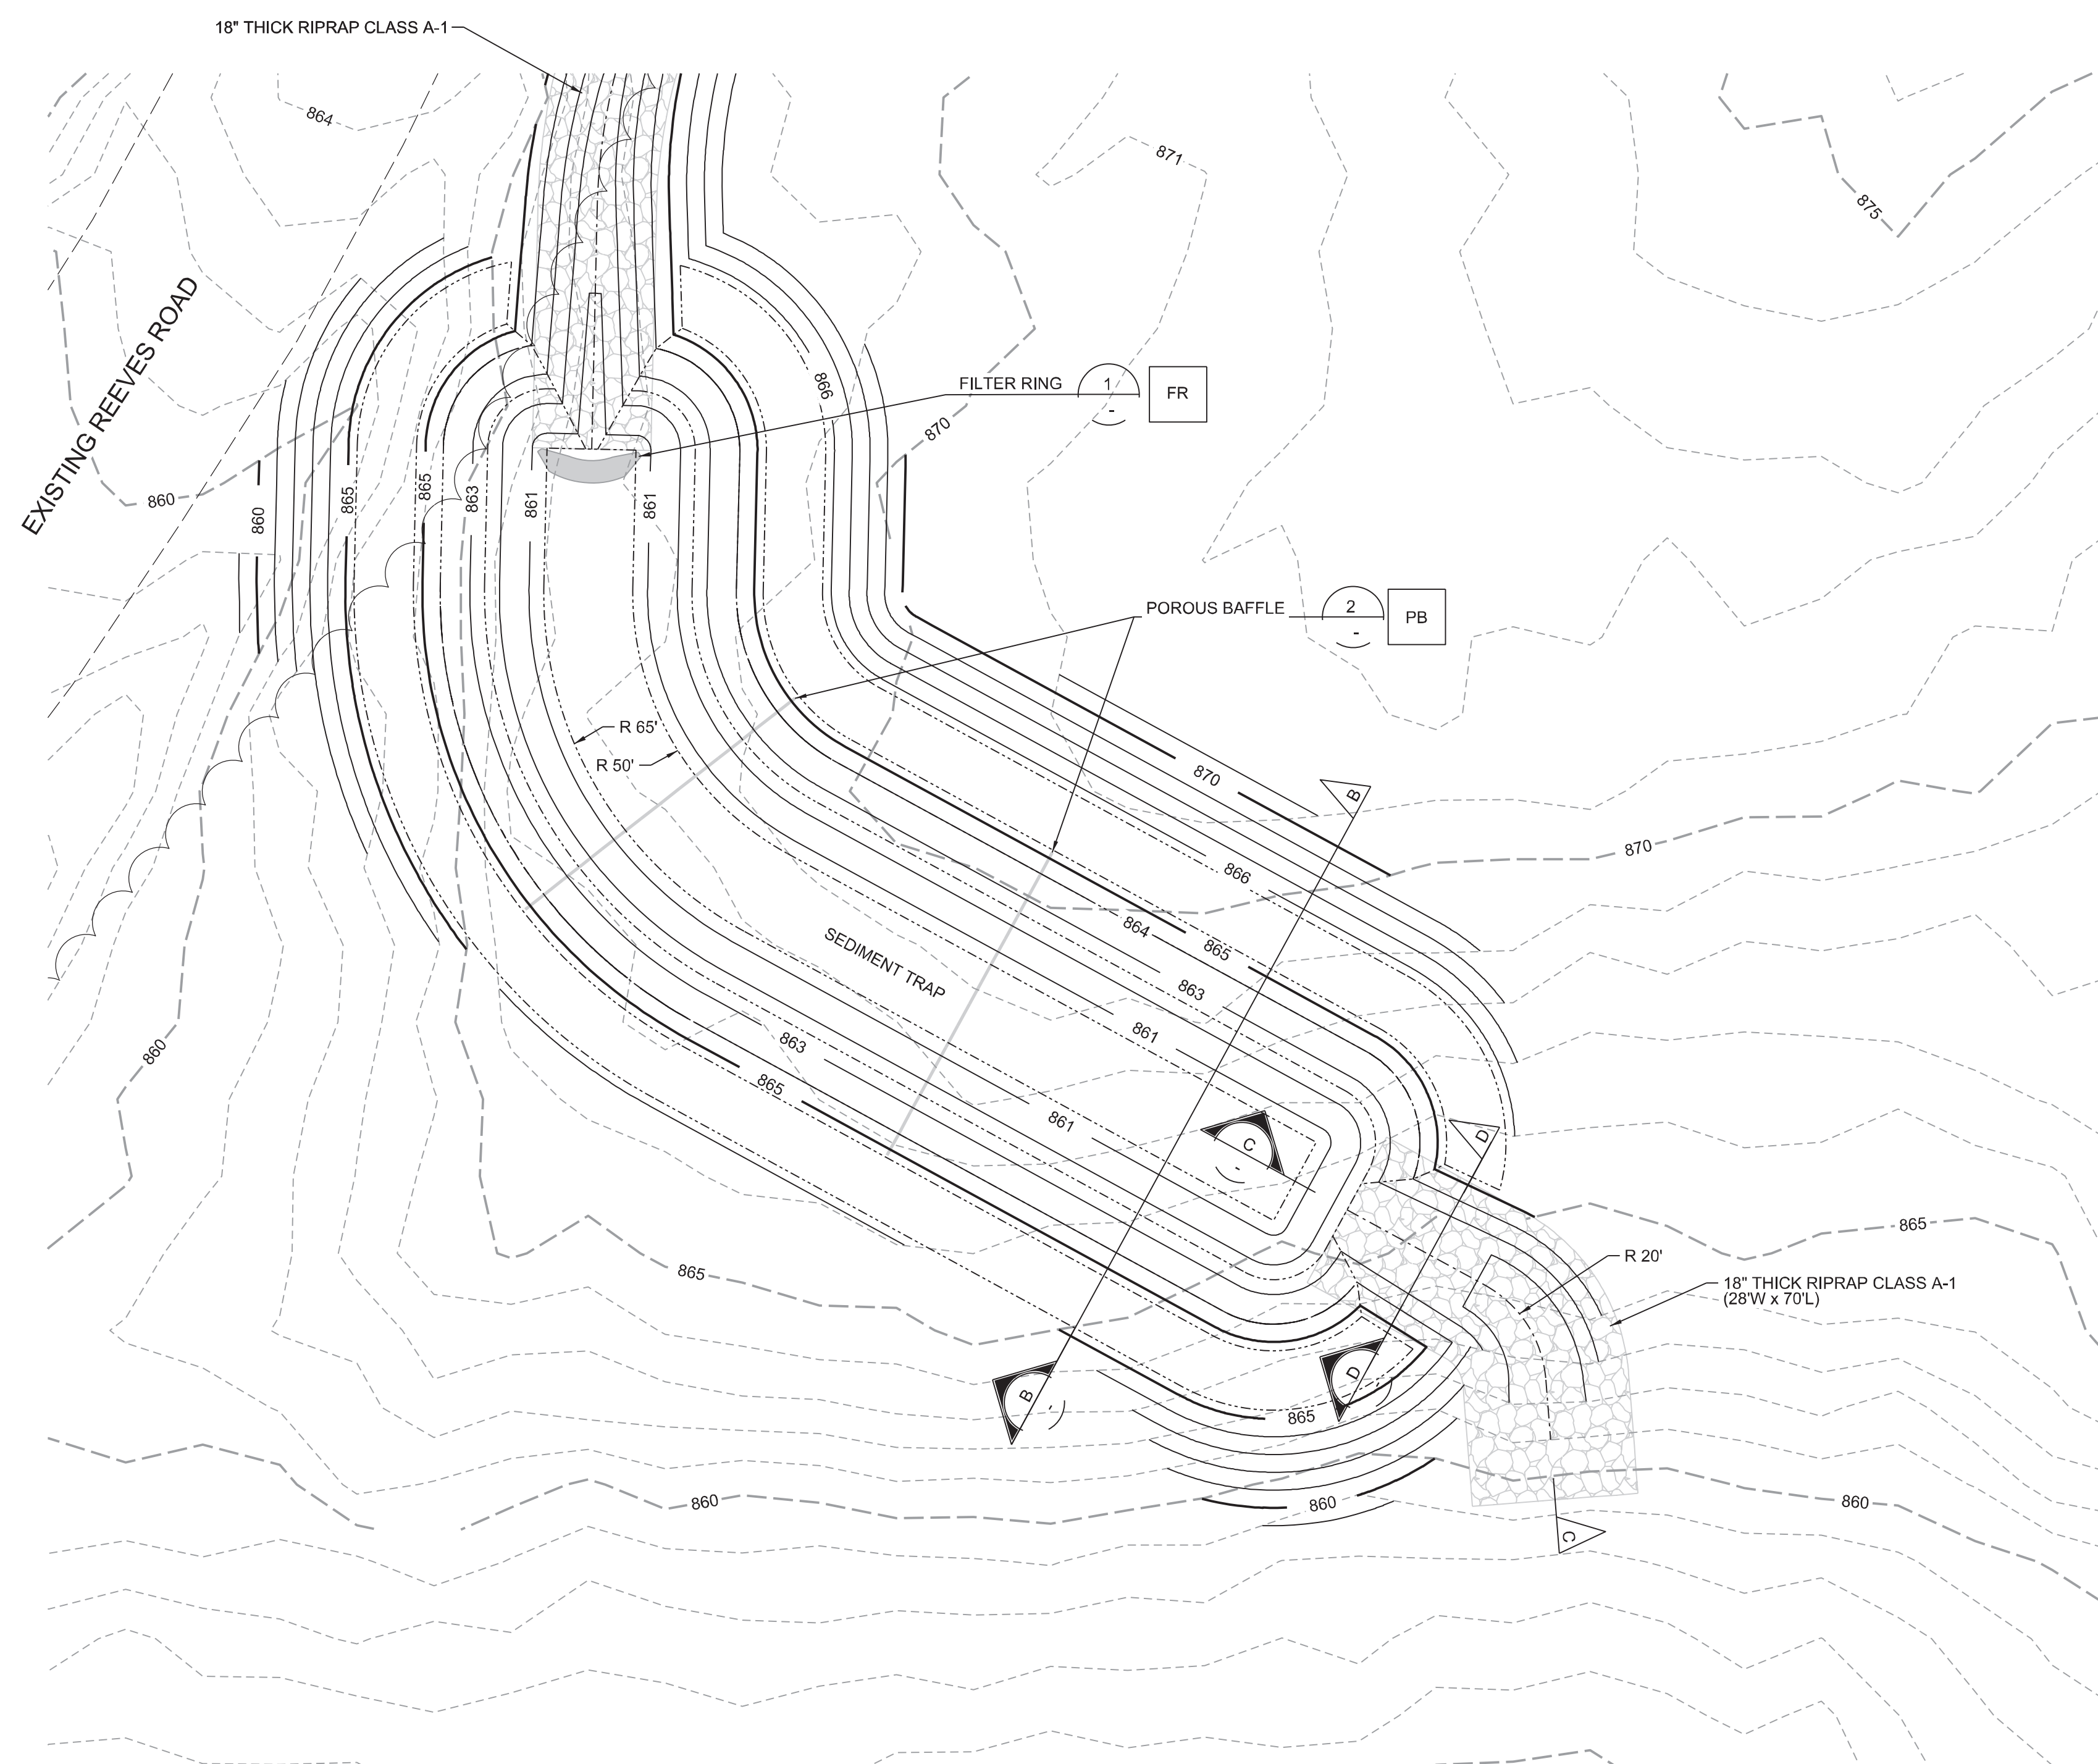 18" THICK RIPRAP CLASS A-1
864
871
875
EXISTING REEVES ROAD
866
FILTER RING
1
-
FR
870
860
860
865
865
863
861
861
POROUS BAFFLE
2
-
PB
R 65'
R 50'
870
B
870
866
864
865
SEDIMENT TRAP
863
861
863
860
865
861
C
-
D
865
R 20'
18" THICK RIPRAP CLASS A-1
(28'W x 70'L)
865
B
-
D
-
865
860
860
860
C